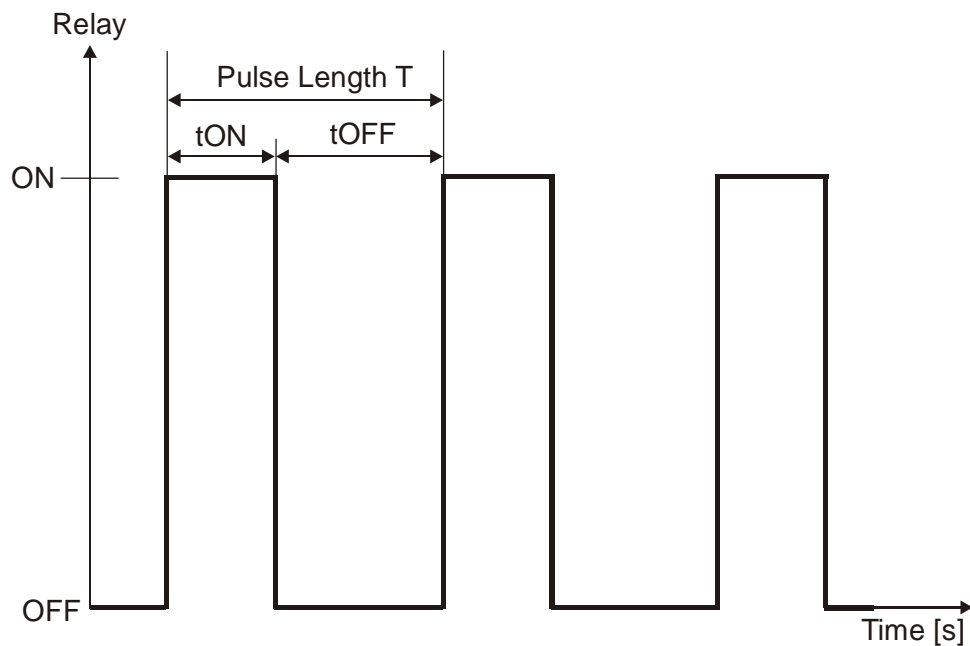 Relay
Pulse Length T
tON
tOFF
ON
OFF
Time [s]